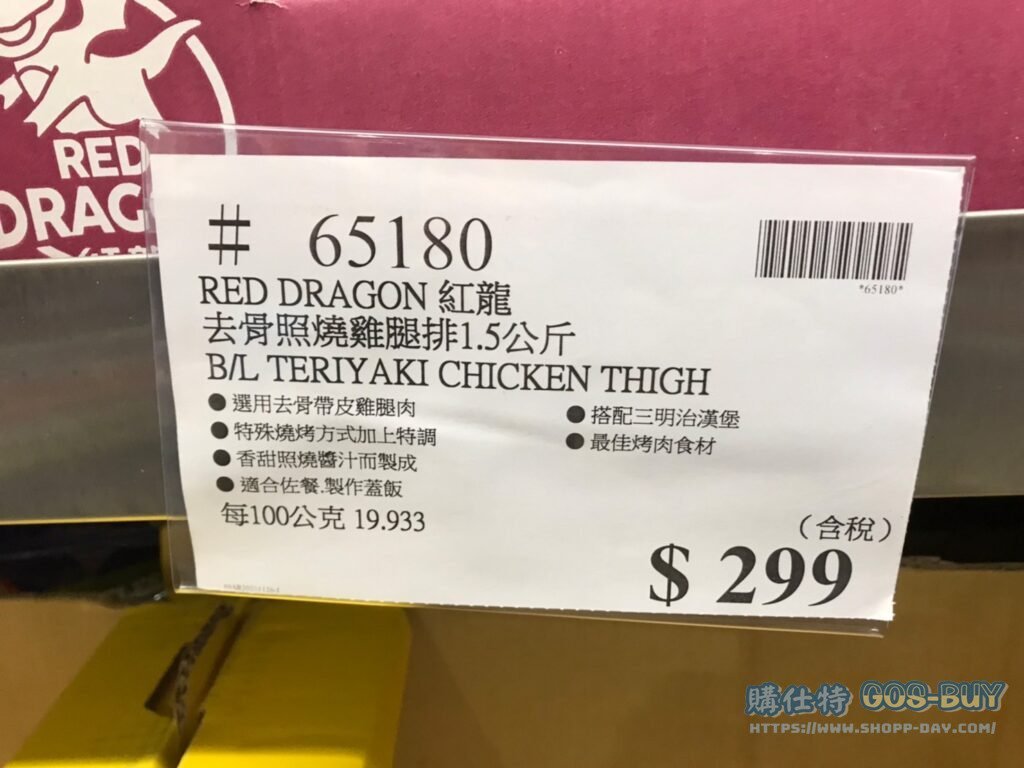 RED
DRAG
# 65180
*65180*
RED DRAGON 紅龍
去骨照燒雞腿排1.5公斤
B/L TERIYAKI CHICKEN THIGH
●選用去骨帶皮雞腿肉
●特殊燒烤方式加上特調
●香甜照燒醬汁而製成
●適合佐餐.製作蓋飯
●搭配三明治漢堡
●最佳烤肉食材
每100公克 19.933
（含稅）
$ 299
購仕特 GOS-BUY
HTTPS://WWW.SHOPP-DAY.COM/